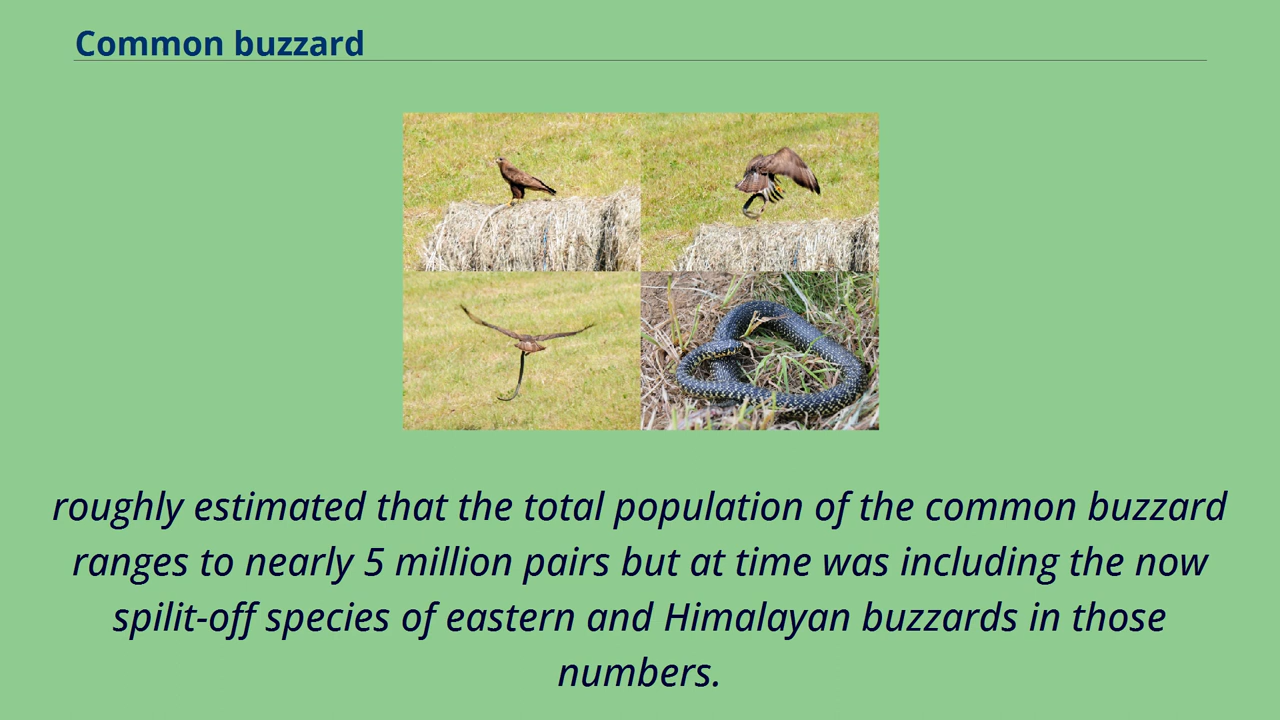 Common buzzard
roughly estimated that the total population of the common buzzard
ranges to nearly 5 million pairs but at time was including the now
spilit-off species of eastern and Himalayan buzzards in those
numbers.